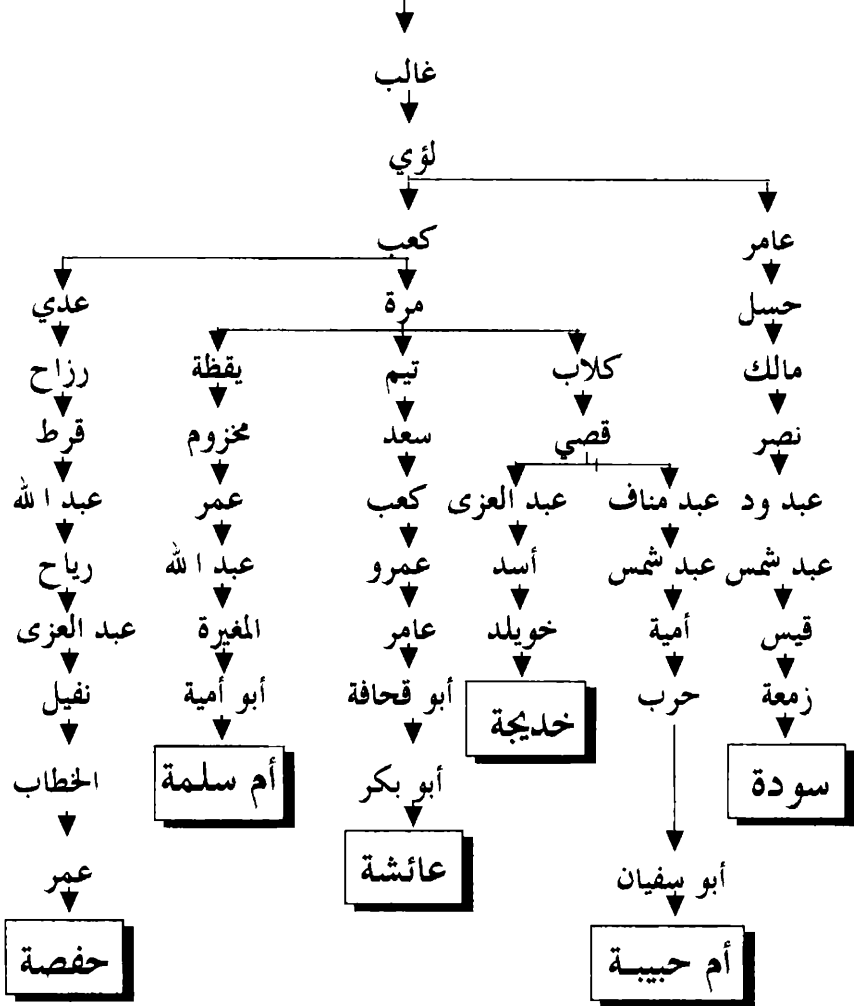 غالب
لؤي
عامر كعب
حسل مرة عدي
مالك كلاب تيم يقظة رزاح
نصر قصي سعد مخزوم قرط
عبد ود عبد مناف عبد العزى كعب عمر عبد الله
عبد شمس عبد شمس أسد عمرو عبد الله رياح
قيس أمية خويلد عامر المغيرة عبد العزى
زمعة حرب خديجة أبو قحافة أبو أمية نفيل
سودة أبو بكر أم سلمة الخطاب
أبو سفيان عائشة عمر
أم حبيبة حفصة